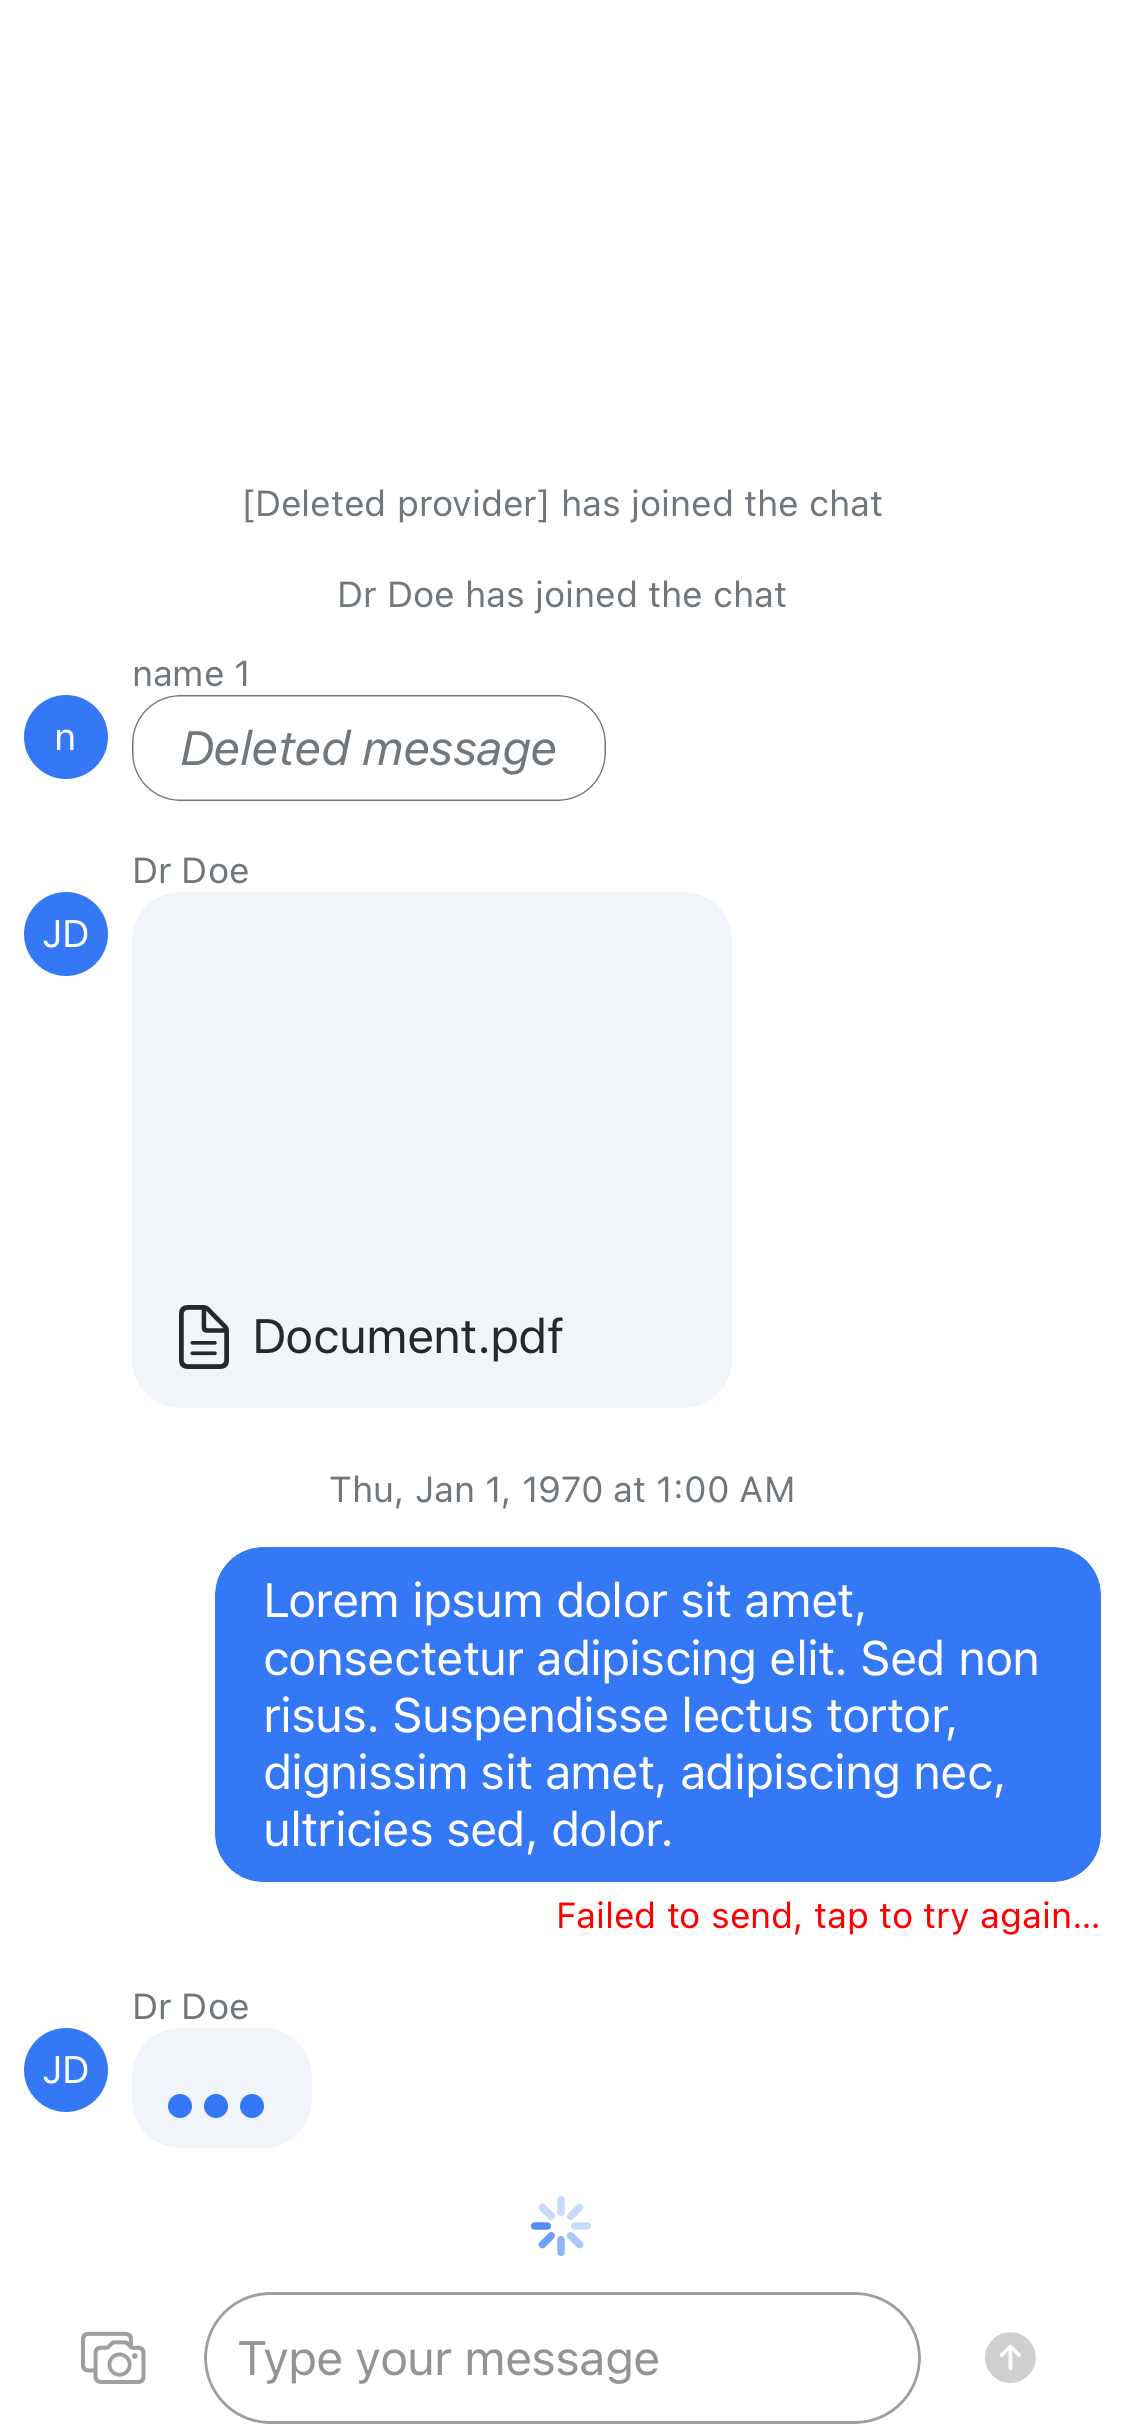 [Deleted provider] has joined the chat
Dr Doe has joined the chat
name 1
n
Deleted message
Dr Doe
JD
Document.pdf
Thu, Jan 1, 1970 at 1:00 AM
Lorem ipsum dolor sit amet,
consectetur adipiscing elit. Sed non
risus. Suspendisse lectus tortor,
dignissim sit amet, adipiscing nec,
ultricies sed, dolor.
Failed to send, tap to try again...
Dr Doe
JD
Type your message